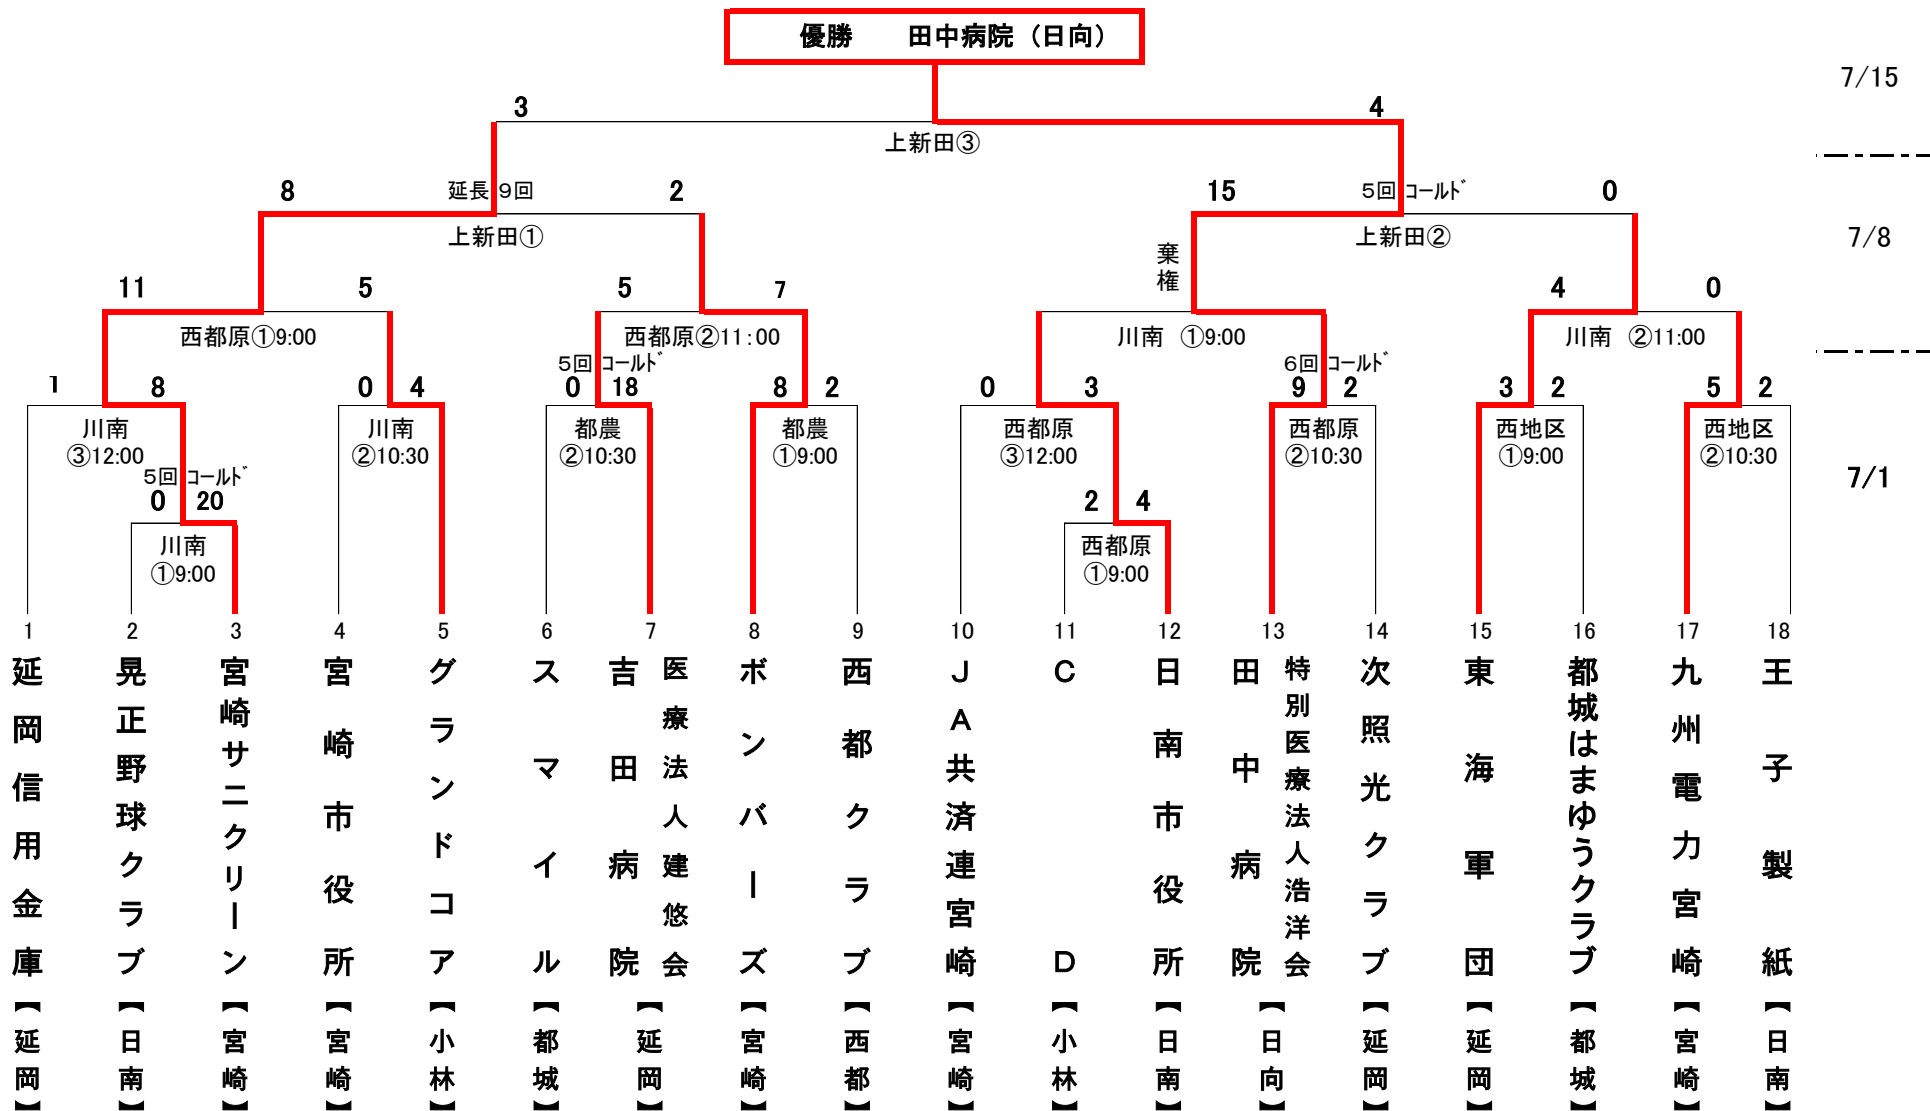 優勝　　田中病院（日向）
7/15
3
4
上新田③
8
延長 9回
2
15
5回 コールド
0
上新田①
上新田②
7/8
棄権
11
5
5
7
4
0
西都原①9:00
西都原②11:00
川南 ①9:00
川南 ②11:00
5回 コールド
6回 コールド
1
8
0
4
0
18
8
2
0
3
9
2
3
2
5
2
川南
③12:00
川南
②10:30
都農
②10:30
都農
①9:00
西都原
③12:00
西都原
②10:30
西地区
①9:00
西地区
②10:30
7/1
5回 コールド
0
20
2
4
川南
①9:00
西都原
①9:00
1
2
3
4
5
6
7
8
9
10
11
12
13
14
15
16
17
18
延岡信用金庫
晃正野球クラブ
宮崎サニクリーン
宮崎市役所
グランドコア
スマイル
医療法人建悠会
吉田病院
ボンバーズ
西都クラブ
ＪＡ共済連宮崎
ＣＤ
日南市役所
特別医療法人浩洋会
田中病院
次照光クラブ
東海軍団
都城はまゆうクラブ
九州電力宮崎
王子製紙
【延岡】
【日南】
【宮崎】
【宮崎】
【小林】
【都城】
【延岡】
【宮崎】
【西都】
【宮崎】
【小林】
【日南】
【日向】
【延岡】
【延岡】
【都城】
【宮崎】
【日南】